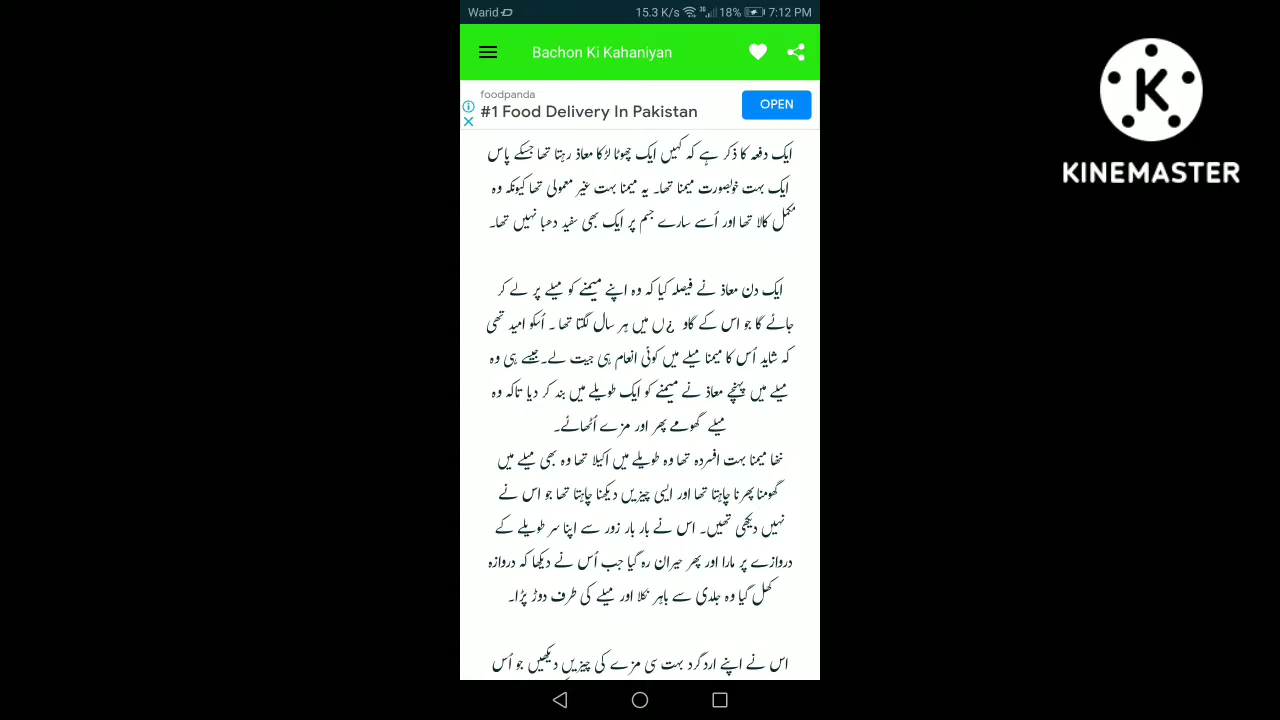 Warid
15.3 K/s 3G 18% 7:12 PM
Bachon Ki Kahaniyan
foodpanda
#1 Food Delivery In Pakistan
OPEN
K
KINEMASTER
ایک دفعہ کا ذکر ہے کہ کہیں ایک چھوٹا لڑکا معاذ رہتا تھا جسکے پاس
ایک بہت خوبصورت میمنا تھا۔ یہ میمنا بہت غیر معمولی تھا کیونکہ وہ
مکمل کالا تھا اور اُسے سارے جسم پر ایک بھی سفید دھبا نہیں تھا۔
ایک دن معاذ نے فیصلہ کیا کہ وہ اپنے میمنے کو میلے پر لے کر
جائے گا جو اس کے گاو ¿ں میں ہر سال لگتا تھا ۔ اُسکو امید تھی
کہ شاید اُس کا میمنا میلے میں کوئی انعام ہی جیت لے۔جیسے ہی وہ
میلے میں پہنچے معاذ نے میمنے کو ایک طویلے میں بند کر دیا تاکہ وہ
میلے گھومے پھر اور مزے اُٹھائے۔
ننھا میمنا بہت افسردہ تھا وہ طویلے میں اکیلا تھا وہ بھی میلے میں
گھومنا پھرنا چاہتا تھا اور ایسی چیزیں دیکھنا چاہتا تھا جو اس نے
نہیں دیکھی تھیں۔ اس نے بار بار زور سے اپنا سر طویلے کے
دروازے پر مارا اور پھر حیران رہ گیا جب اُس نے دیکھا کہ دروازہ
کھل گیا وہ جلدی سے باہر نکلا اور میلے کی طرف دوڑ پڑا۔
اس نے اپنے ارد گرد بہت سی مزے کی چیزیں دیکھیں جو اُس